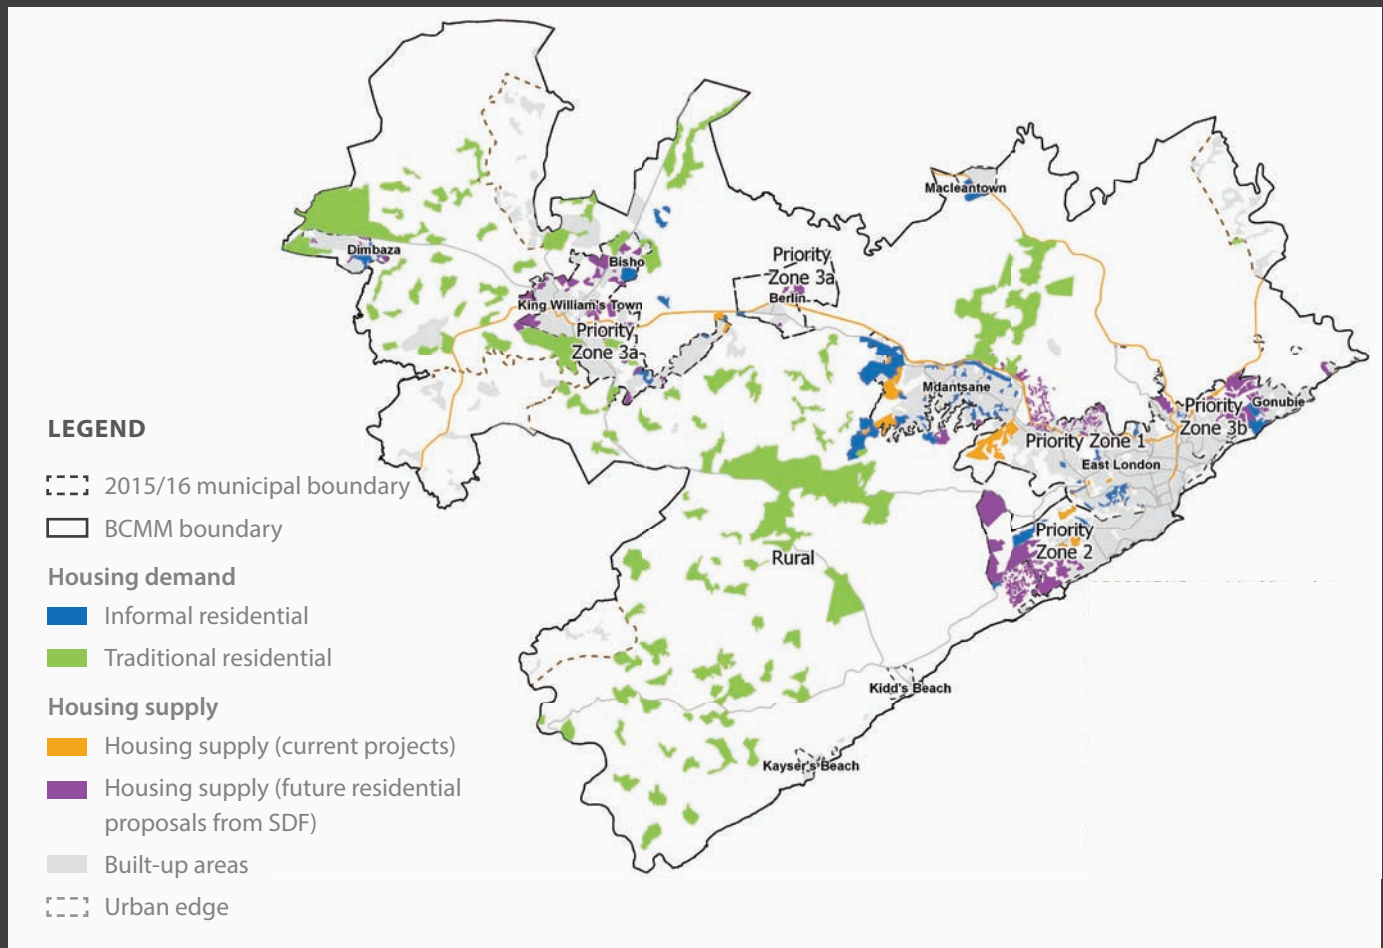 Macleantown
Dimbaza
Bisho
Priority
Zone 3a
Berlin
King William's Town
Priority
Zone 3a
Mdantsane
Priority
Zone 3b
Gonubie
Priority Zone 1
East London
Priority
Zone 2
Rural
Kidd's Beach
Kayser's Beach
LEGEND
2015/16 municipal boundary
BCMM boundary
Housing demand
Informal residential
Traditional residential
Housing supply
Housing supply (current projects)
Housing supply (future residential
proposals from SDF)
Built-up areas
Urban edge